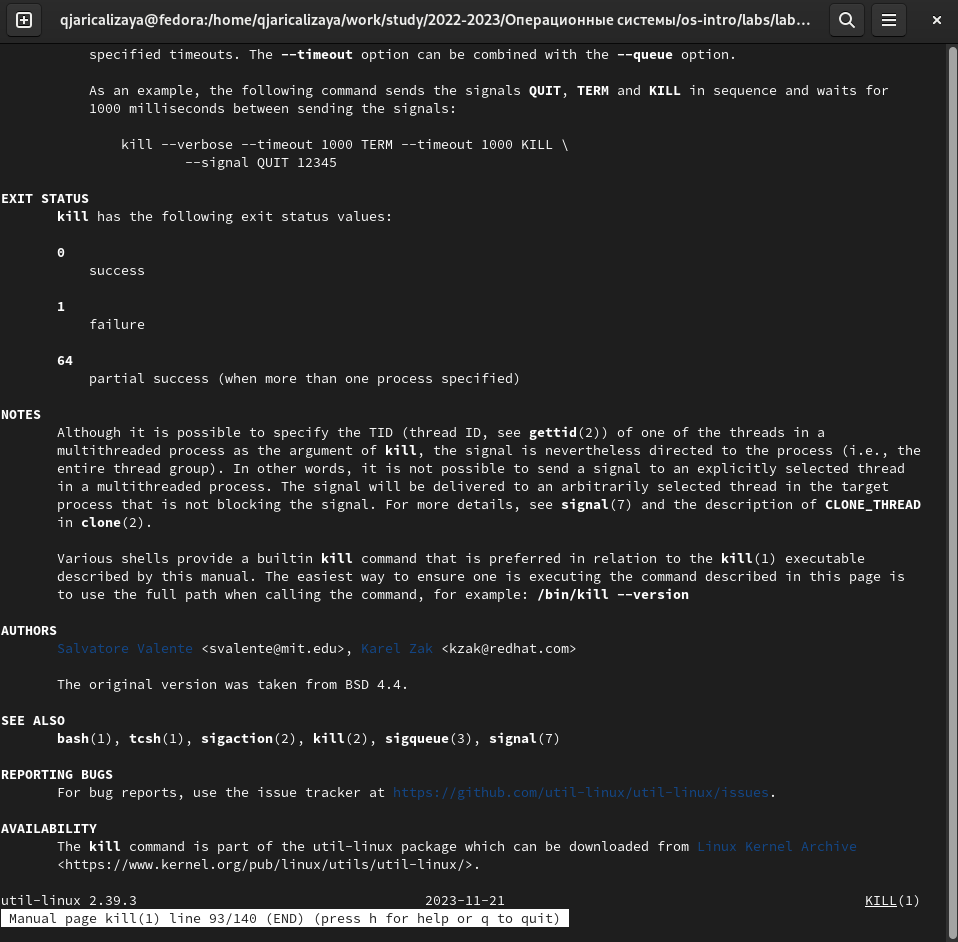 qjaricalizaya@fedora:/home/qjaricalizaya/work/study/2022-2023/Операционные системы/os-intro/labs/lab...
specified timeouts. The --timeout option can be combined with the --queue option.
As an example, the following command sends the signals QUIT, TERM and KILL in sequence and waits for
1000 milliseconds between sending the signals:
kill --verbose --timeout 1000 TERM --timeout 1000 KILL \
--signal QUIT 12345
EXIT STATUS
kill has the following exit status values:
0
success
1
failure
64
partial success (when more than one process specified)
NOTES
Although it is possible to specify the TID (thread ID, see gettid(2)) of one of the threads in a
multithreaded process as the argument of kill, the signal is nevertheless directed to the process (i.e., the
entire thread group). In other words, it is not possible to send a signal to an explicitly selected thread
in a multithreaded process. The signal will be delivered to an arbitrarily selected thread in the target
process that is not blocking the signal. For more details, see signal(7) and the description of CLONE_THREAD
in clone(2).
Various shells provide a builtin kill command that is preferred in relation to the kill(1) executable
described by this manual. The easiest way to ensure one is executing the command described in this page is
to use the full path when calling the command, for example: /bin/kill --version
AUTHORS
Salvatore Valente <svalente@mit.edu>, Karel Zak <kzak@redhat.com>
The original version was taken from BSD 4.4.
SEE ALSO
bash(1), tcsh(1), sigaction(2), kill(2), sigqueue(3), signal(7)
REPORTING BUGS
For bug reports, use the issue tracker at https://github.com/util-linux/util-linux/issues.
AVAILABILITY
The kill command is part of the util-linux package which can be downloaded from Linux Kernel Archive
<https://www.kernel.org/pub/linux/utils/util-linux/>.
util-linux 2.39.3 2023-11-21 KILL(1)
Manual page kill(1) line 93/140 (END) (press h for help or q to quit)